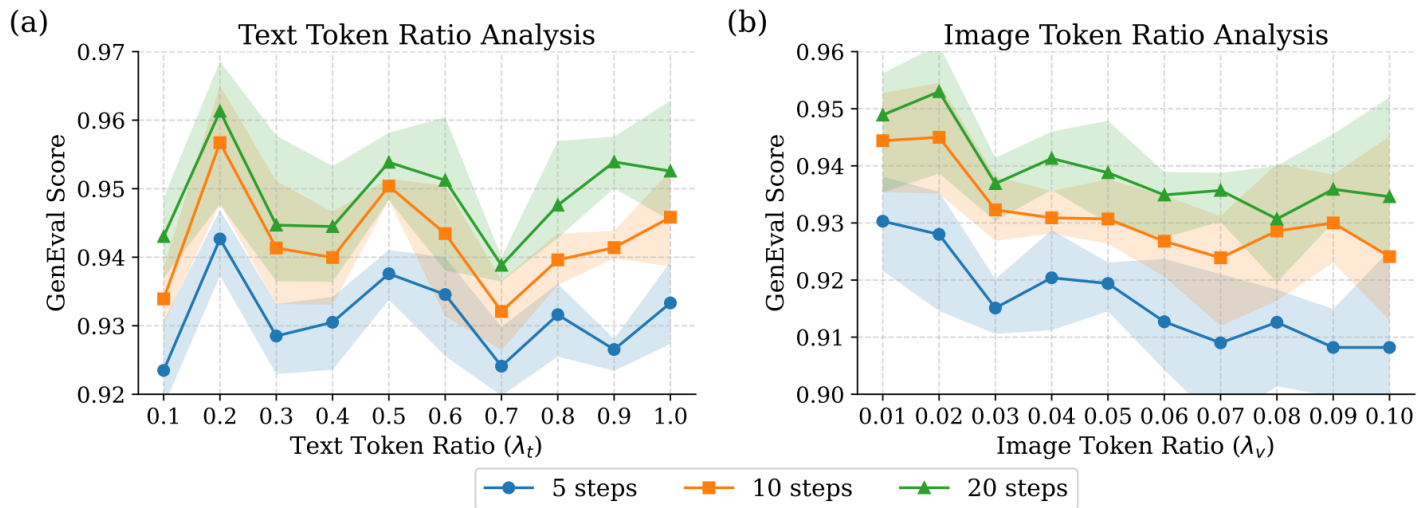 (a)
Text Token Ratio Analysis
GenEval Score
0.97
0.96
0.95
0.94
0.93
0.92
0.1 0.2 0.3 0.4 0.5 0.6 0.7 0.8 0.9 1.0
Text Token Ratio (λₜ)
(b)
Image Token Ratio Analysis
GenEval Score
0.96
0.95
0.94
0.93
0.92
0.91
0.90
0.01 0.02 0.03 0.04 0.05 0.06 0.07 0.08 0.09 0.10
Image Token Ratio (λᵥ)
5 steps 10 steps 20 steps